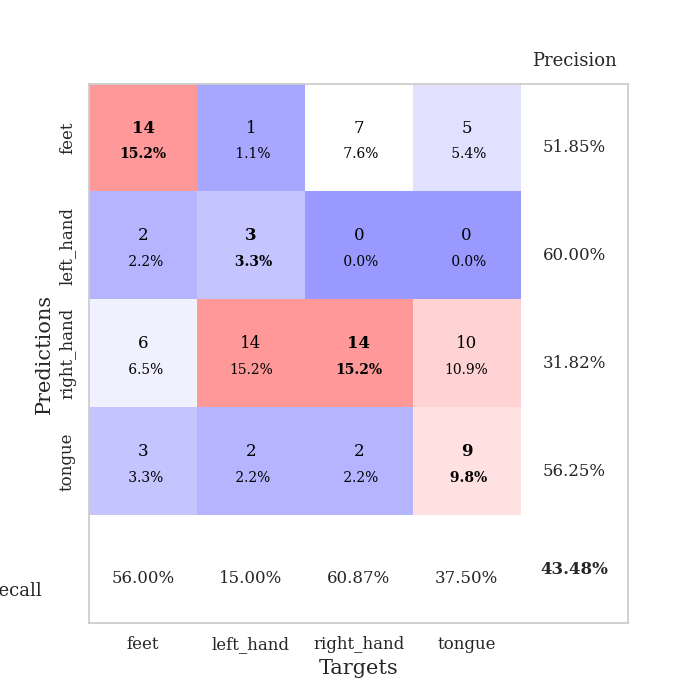 Precision
feet
14 1 7 5
15.2% 1.1% 7.6% 5.4%
51.85%
left_hand
2 3 0 0
2.2% 3.3% 0.0% 0.0%
60.00%
Predictions
right_hand
6 14 14 10
6.5% 15.2% 15.2% 10.9%
31.82%
tongue
3 2 2 9
3.3% 2.2% 2.2% 9.8%
56.25%
ecall
56.00% 15.00% 60.87% 37.50% 43.48%
feet left_hand right_hand tongue
Targets